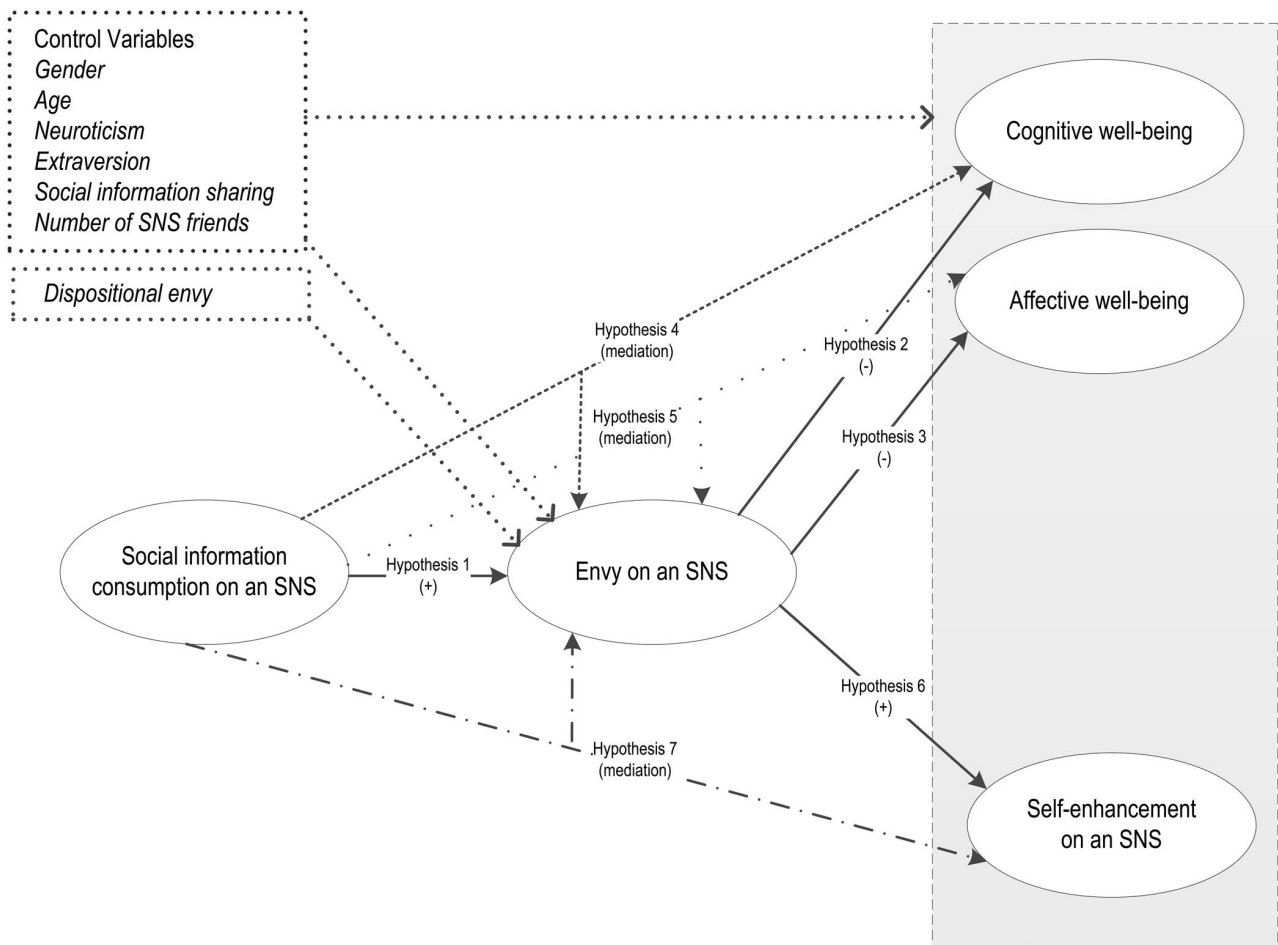 Control Variables
Gender
Age
Neuroticism
Extraversion
Social information sharing
Number of SNS friends
Dispositional envy
Cognitive well-being
Affective well-being
Hypothesis 4
(mediation)
Hypothesis 2
(-)
Hypothesis 5
(mediation)
Hypothesis 3
(-)
Social information
consumption on an SNS
Hypothesis 1
(+)
Envy on an SNS
Hypothesis 6
(+)
Hypothesis 7
(mediation)
Self-enhancement
on an SNS